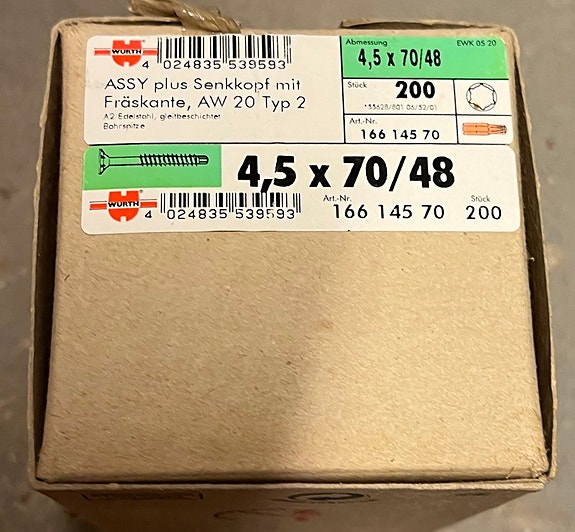 WÜRTH
4 024835 539593
ASSY plus Senkkopf mit
Fräskante, AW 20 Typ 2
A2 Edelstahl, gleitbeschichtet
Bohrspitze
Abmessung EWK 05 20
4,5 x 70/48
Stück 200
Art.-Nr.
166 145 70
4,5 x 70/48
WÜRTH
4 024835 539593
Art.-Nr. 166 145 70 Stück 200